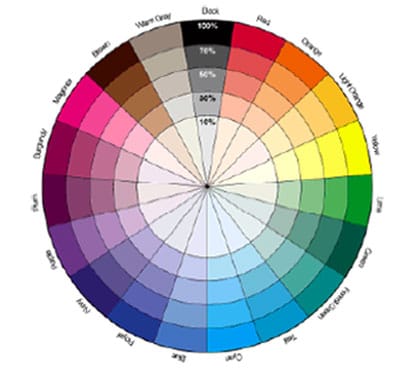 Black
Red
Orange
Light Orange
Yellow
Lime
Green
Forest Green
Teal
Cyan
Blue
Royal
Navy
Purple
Plum
Burgundy
Magenta
Brown
Warm Gray
100%
70%
50%
30%
10%